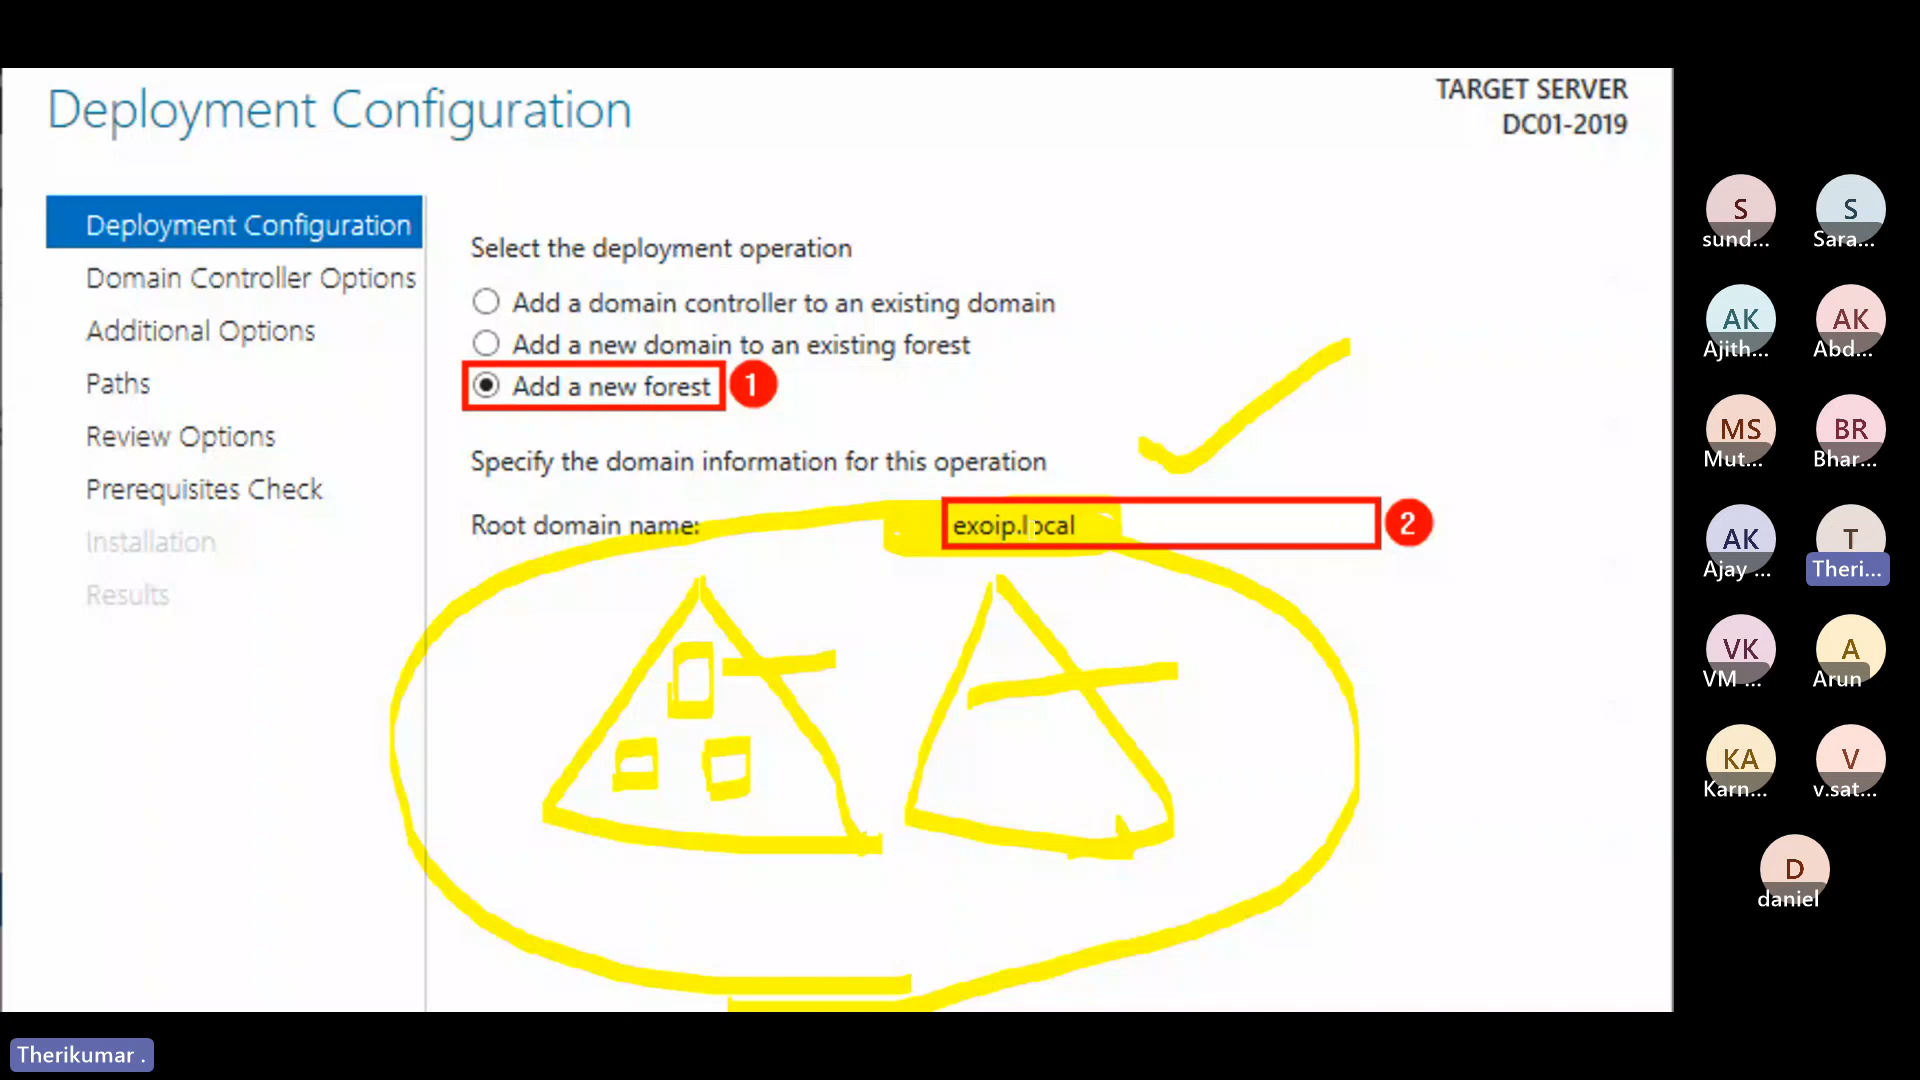 Deployment Configuration
TARGET SERVER
DC01-2019
Deployment Configuration
Domain Controller Options
Additional Options
Paths
Review Options
Prerequisites Check
Installation
Results
Select the deployment operation
Add a domain controller to an existing domain
Add a new domain to an existing forest
Add a new forest
1
Specify the domain information for this operation
Root domain name:
exoip.local
2
S
sund...
S
Sara...
AK
Ajith...
AK
Abd...
MS
Mut...
BR
Bhar...
AK
Ajay ...
T
Theri...
VK
VM ...
A
Arun
KA
Karn...
V
v.sat...
D
daniel
Therikumar .